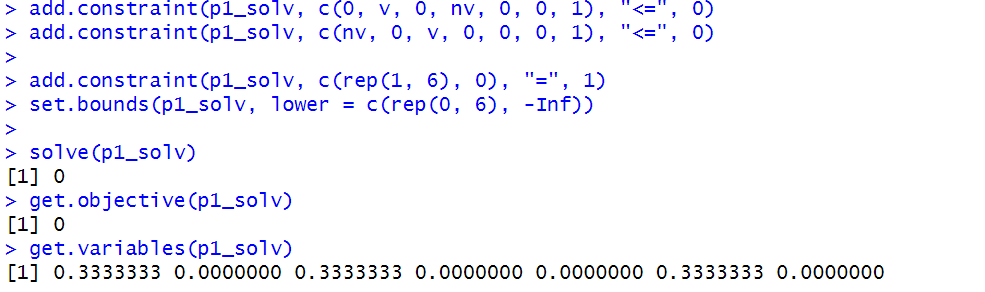 > add.constraint(p1_solv, c(0, v, 0, nv, 0, 0, 1), "<=", 0)
> add.constraint(p1_solv, c(nv, 0, v, 0, 0, 0, 1), "<=", 0)
>
> add.constraint(p1_solv, c(rep(1, 6), 0), "=", 1)
> set.bounds(p1_solv, lower = c(rep(0, 6), -Inf))
>
> solve(p1_solv)
[1] 0
> get.objective(p1_solv)
[1] 0
> get.variables(p1_solv)
[1] 0.3333333 0.0000000 0.3333333 0.0000000 0.0000000 0.3333333 0.0000000